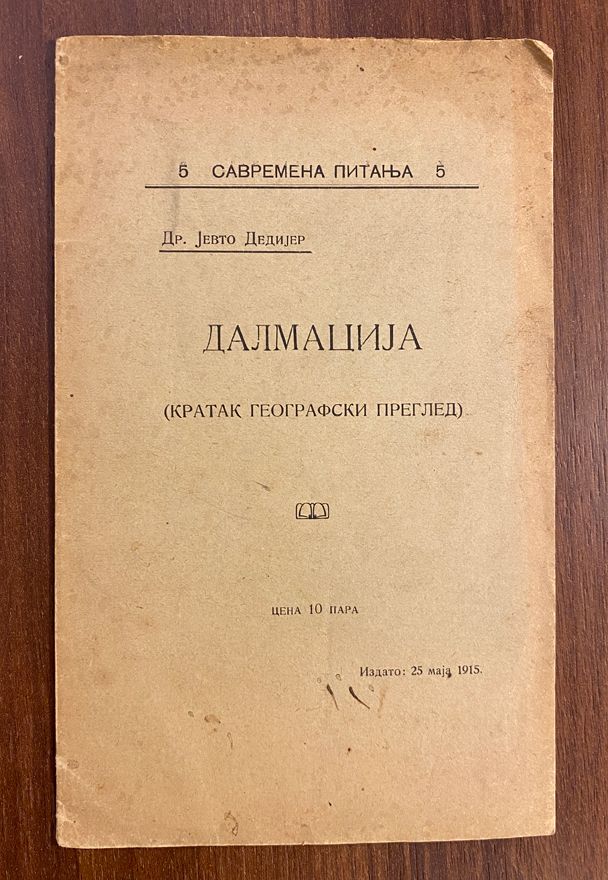 5 САВРЕМЕНА ПИТАЊА 5
Др. Јевто Дедијер
ДАЛМАЦИЈА
(КРАТАК ГЕОГРАФСКИ ПРЕГЛЕД)
ЦЕНА 10 ПАРА
Издато: 25 маја 1915.